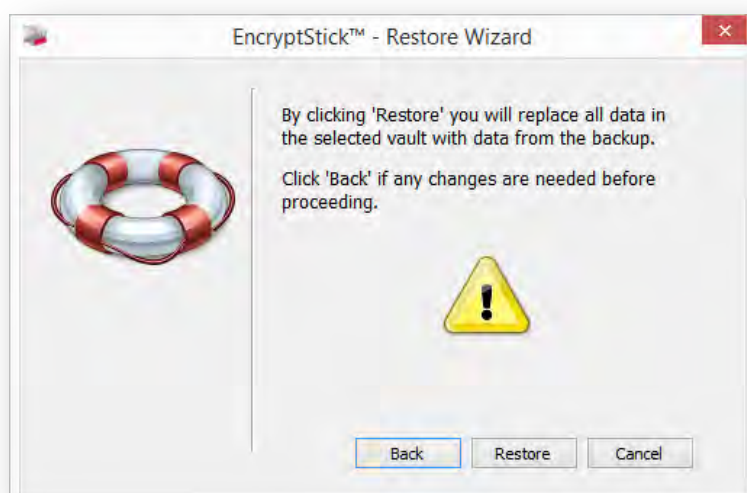 EncryptStick™ - Restore Wizard
By clicking 'Restore' you will replace all data in
the selected vault with data from the backup.
Click 'Back' if any changes are needed before
proceeding.
Back Restore Cancel